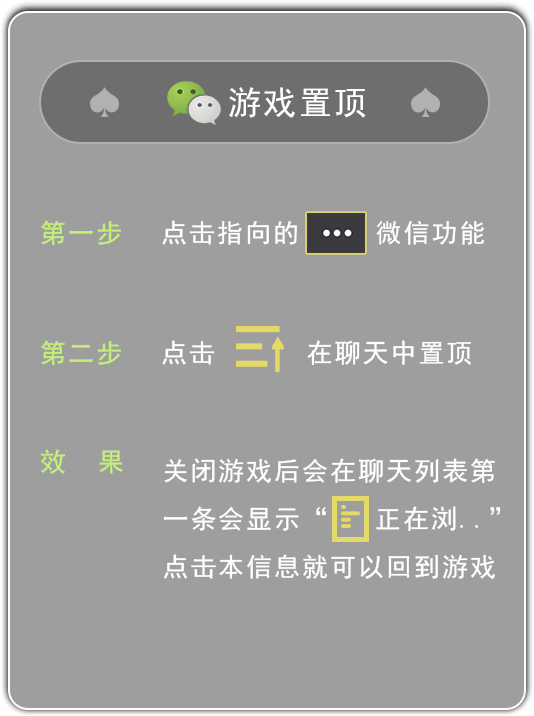 游戏置顶
第一步 点击指向的 ••• 微信功能
第二步 点击 在聊天中置顶
效 果 关闭游戏后会在聊天列表第
一条会显示“ 正在浏..”
点击本信息就可以回到游戏